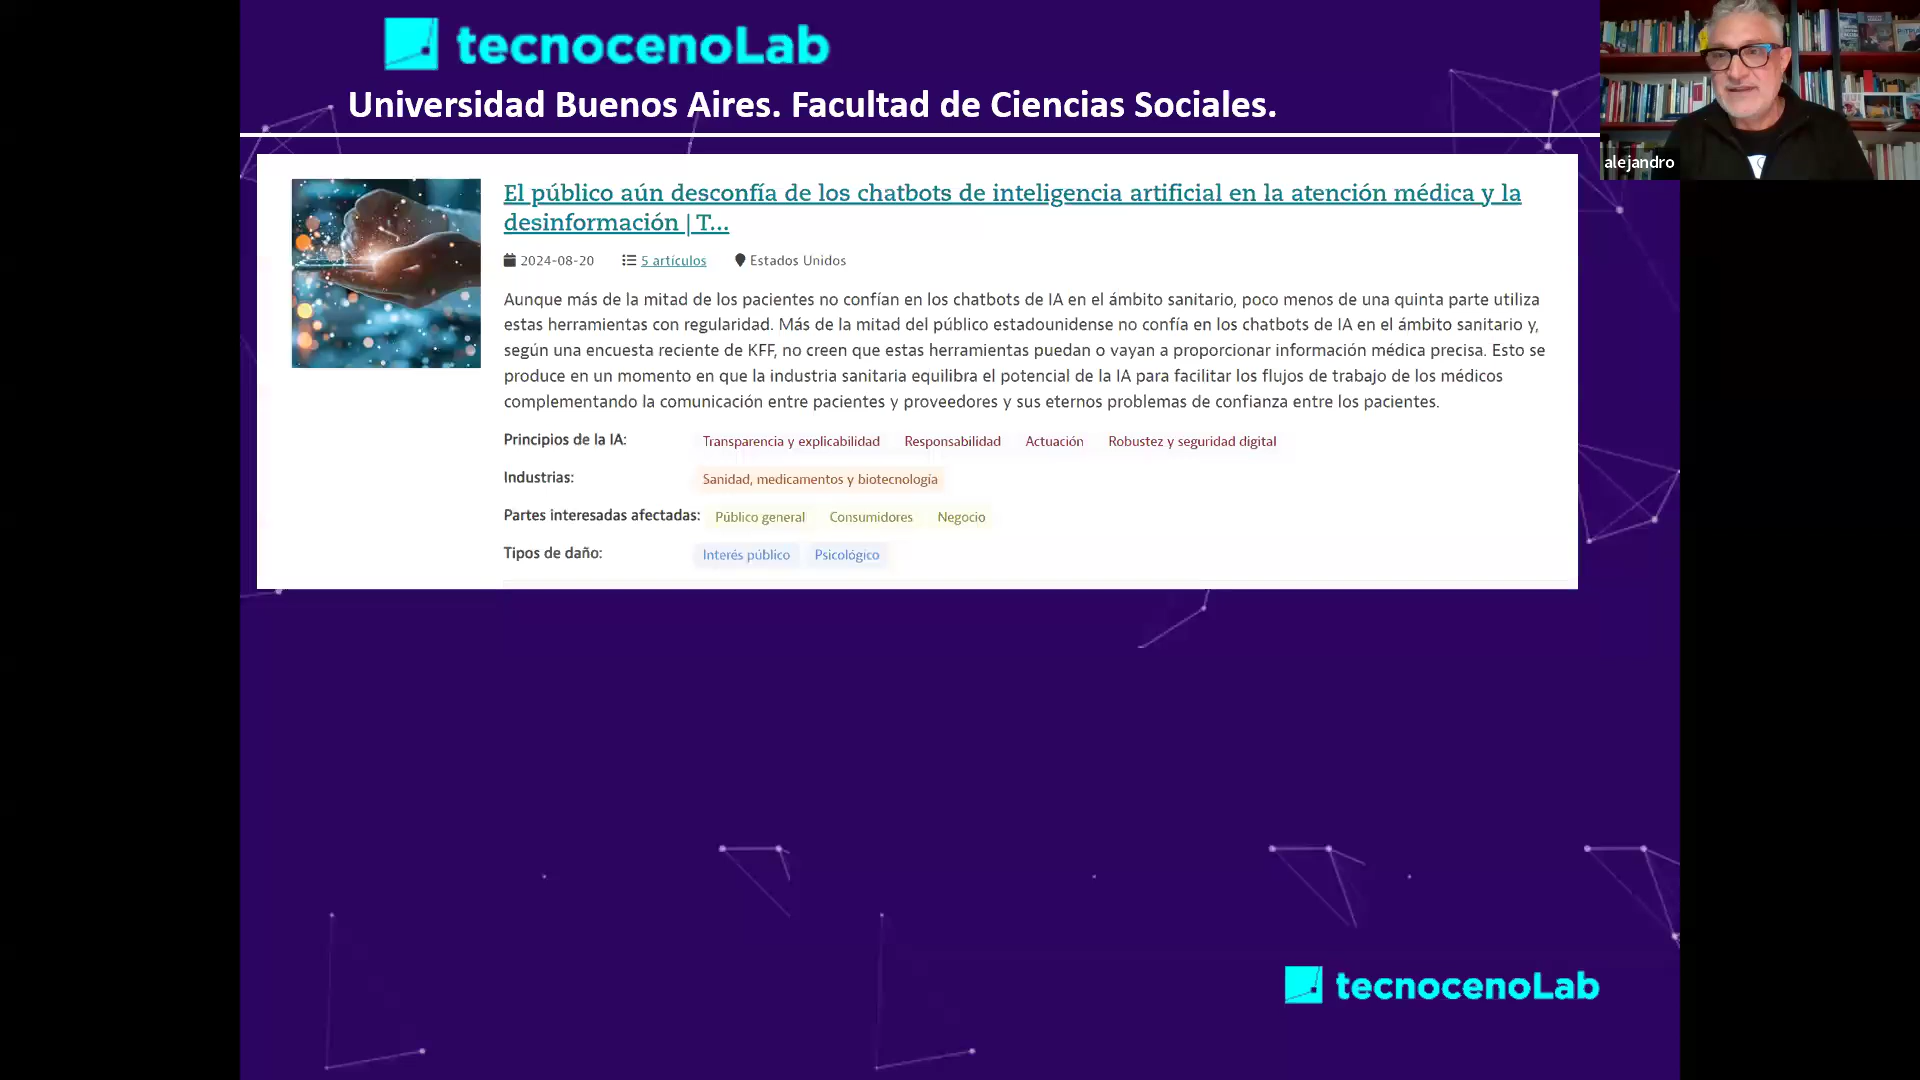 tecnocenoLab
Universidad Buenos Aires. Facultad de Ciencias Sociales.
alejandro
El público aún desconfía de los chatbots de inteligencia artificial en la atención médica y la
desinformación | T...
2024-08-20 5 artículos Estados Unidos
Aunque más de la mitad de los pacientes no confían en los chatbots de IA en el ámbito sanitario, poco menos de una quinta parte utiliza
estas herramientas con regularidad. Más de la mitad del público estadounidense no confía en los chatbots de IA en el ámbito sanitario y,
según una encuesta reciente de KFF, no creen que estas herramientas puedan o vayan a proporcionar información médica precisa. Esto se
produce en un momento en que la industria sanitaria equilibra el potencial de la IA para facilitar los flujos de trabajo de los médicos
complementando la comunicación entre pacientes y proveedores y sus eternos problemas de confianza entre los pacientes.
Principios de la IA: Transparencia y explicabilidad Responsabilidad Actuación Robustez y seguridad digital
Industrias: Sanidad, medicamentos y biotecnología
Partes interesadas afectadas: Público general Consumidores Negocio
Tipos de daño: Interés público Psicológico
tecnocenoLab